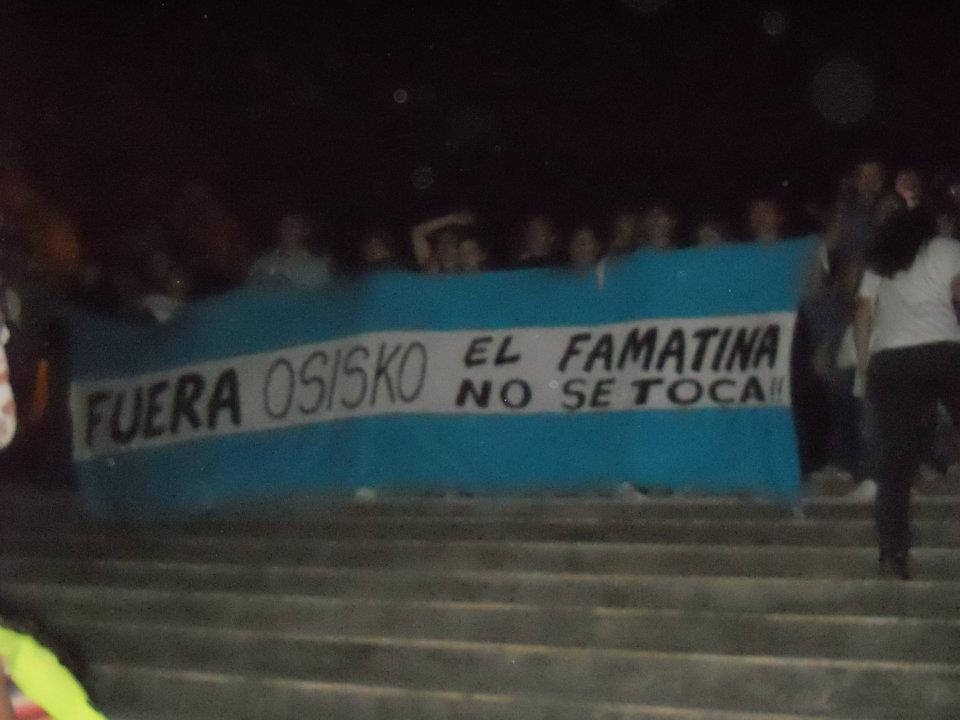 FUERA OSISKO EL FAMATINA
NO SE TOCA!!